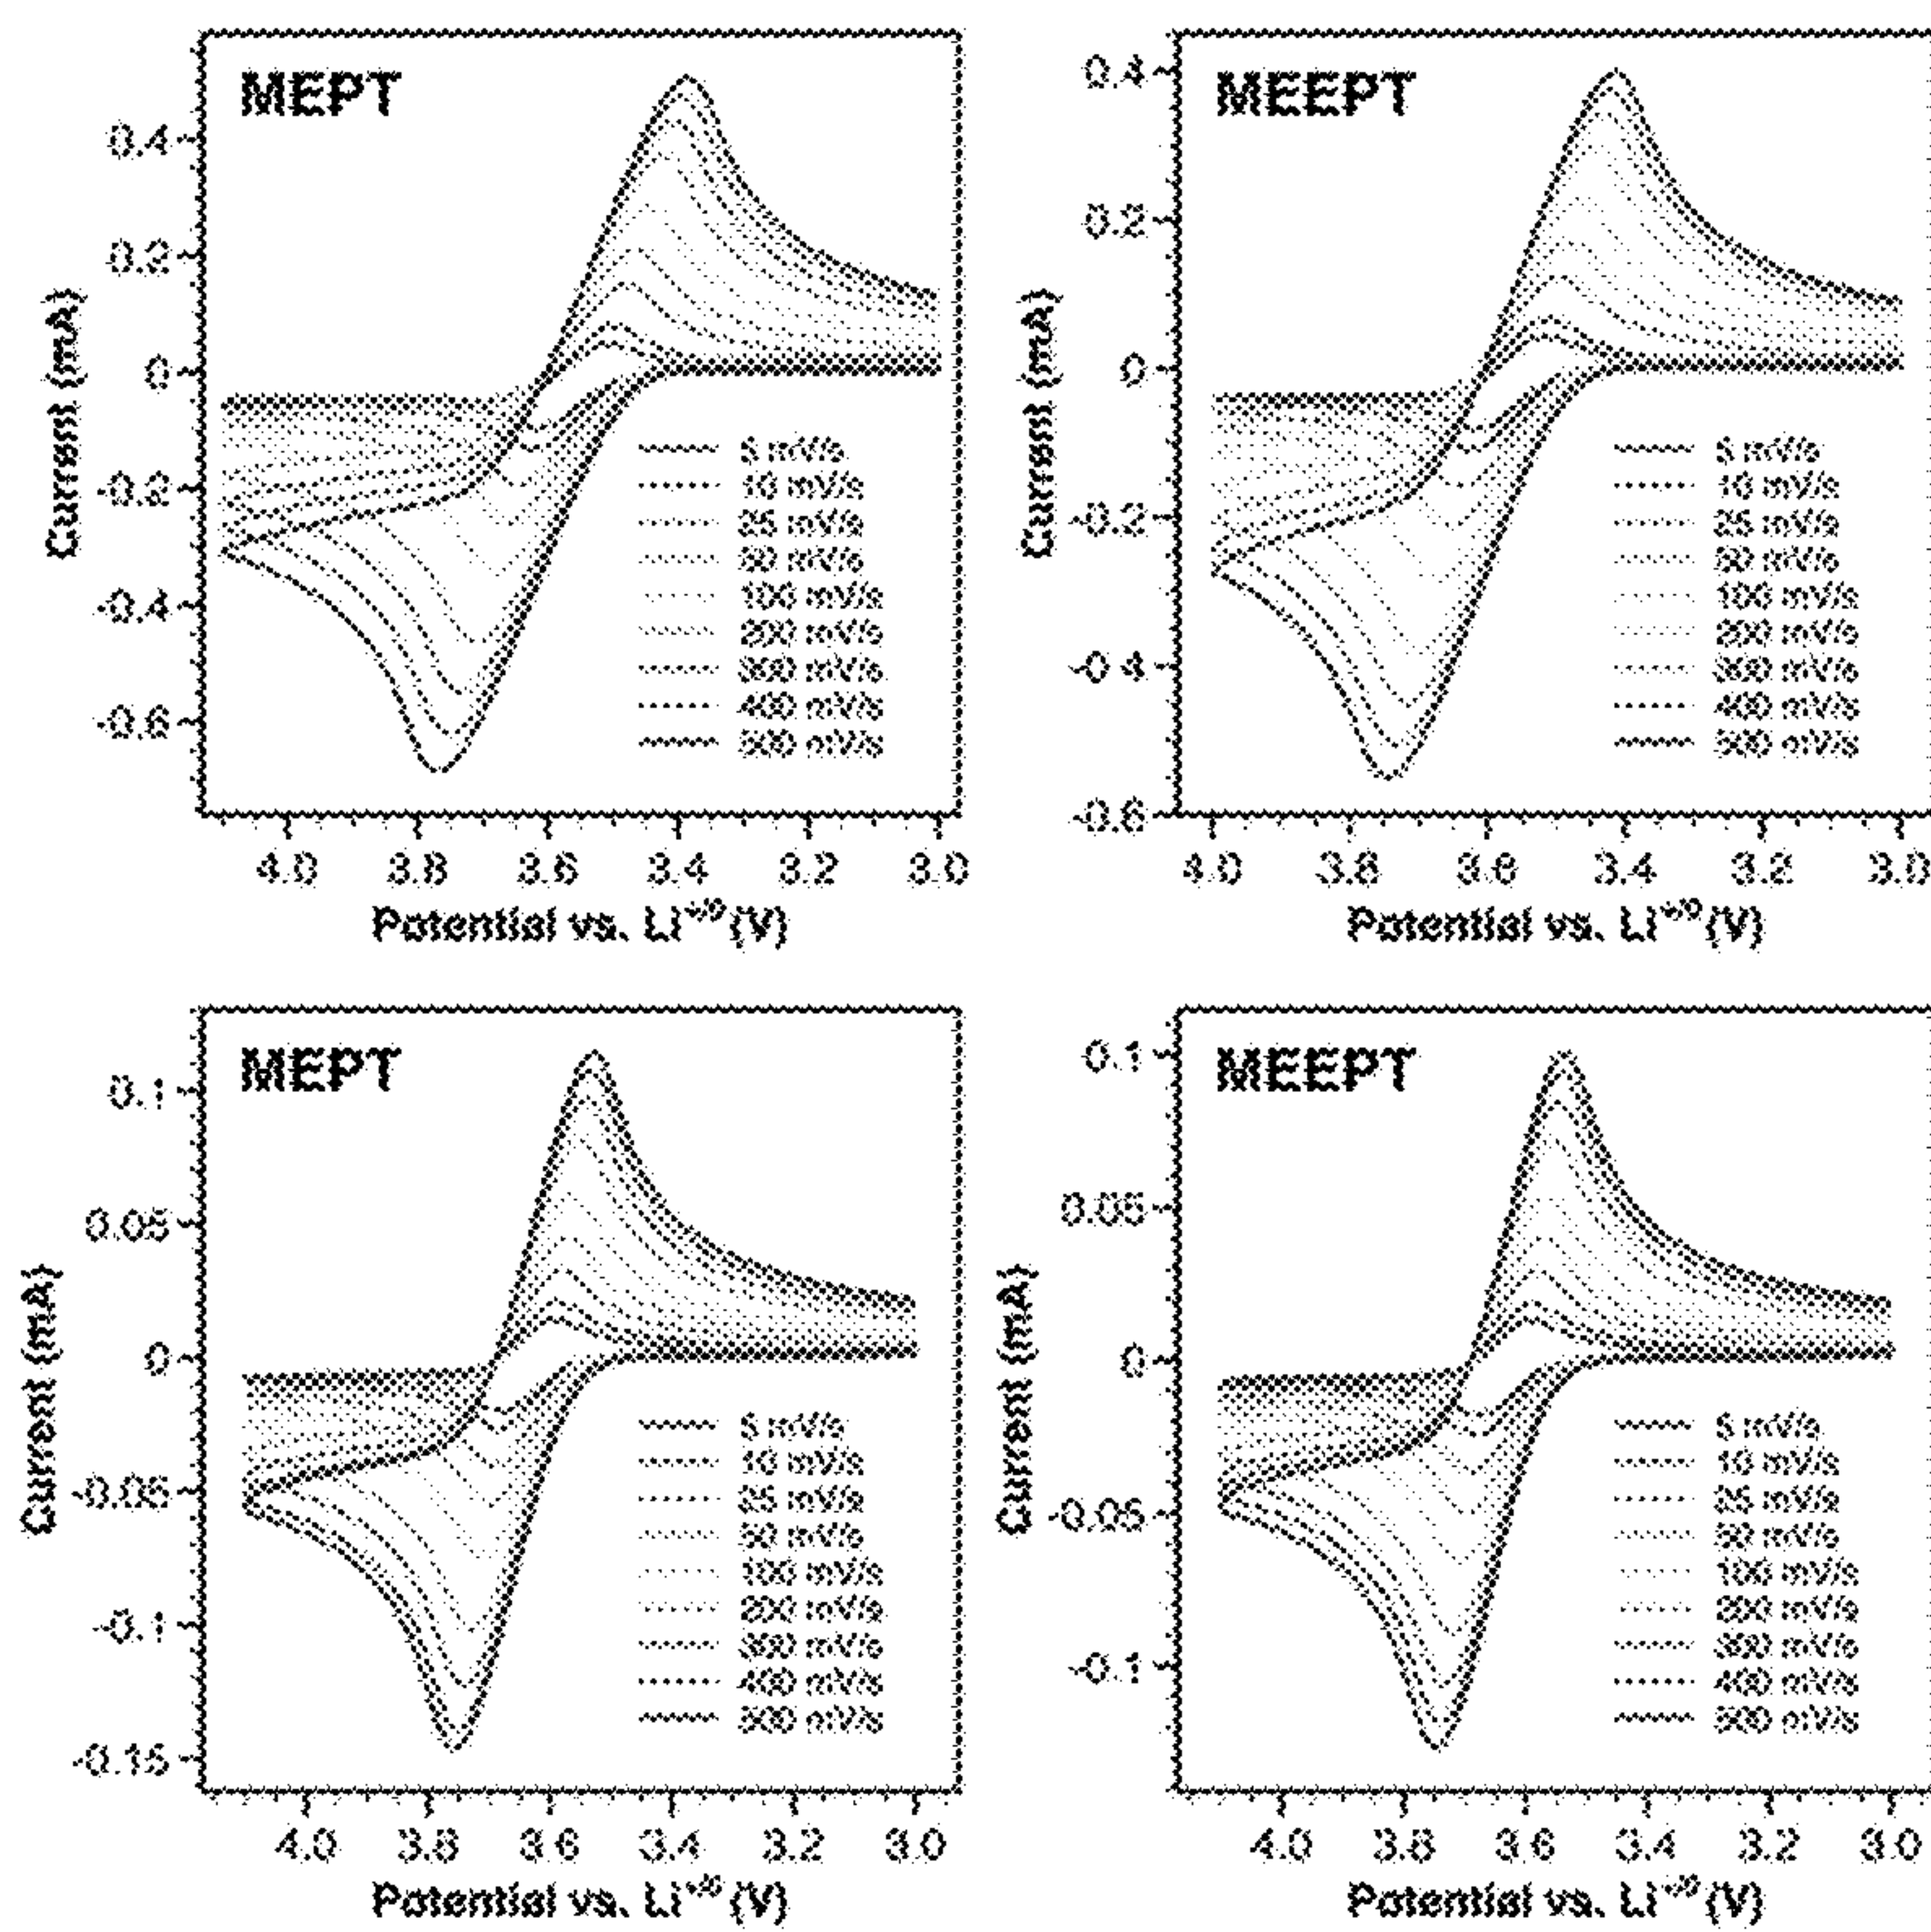 MEPT
0.4
0.2
0
-0.2
-0.4
-0.6
Current (mA)
5 mV/s
10 mV/s
25 mV/s
50 mV/s
100 mV/s
200 mV/s
300 mV/s
400 mV/s
500 mV/s
4.0 3.8 3.6 3.4 3.2 3.0
Potential vs. Li+/0 (V)
MEEPT
0.4
0.2
0
-0.2
-0.4
-0.6
Current (mA)
5 mV/s
10 mV/s
25 mV/s
50 mV/s
100 mV/s
200 mV/s
300 mV/s
400 mV/s
500 mV/s
4.0 3.8 3.6 3.4 3.2 3.0
Potential vs. Li+/0 (V)
MEPT
0.1
0.05
0
-0.05
-0.1
-0.15
Current (mA)
5 mV/s
10 mV/s
25 mV/s
50 mV/s
100 mV/s
200 mV/s
300 mV/s
400 mV/s
500 mV/s
4.0 3.8 3.6 3.4 3.2 3.0
Potential vs. Li+/0 (V)
MEEPT
0.1
0.05
0
-0.05
-0.1
Current (mA)
5 mV/s
10 mV/s
25 mV/s
50 mV/s
100 mV/s
200 mV/s
300 mV/s
400 mV/s
500 mV/s
4.0 3.8 3.6 3.4 3.2 3.0
Potential vs. Li+/0 (V)